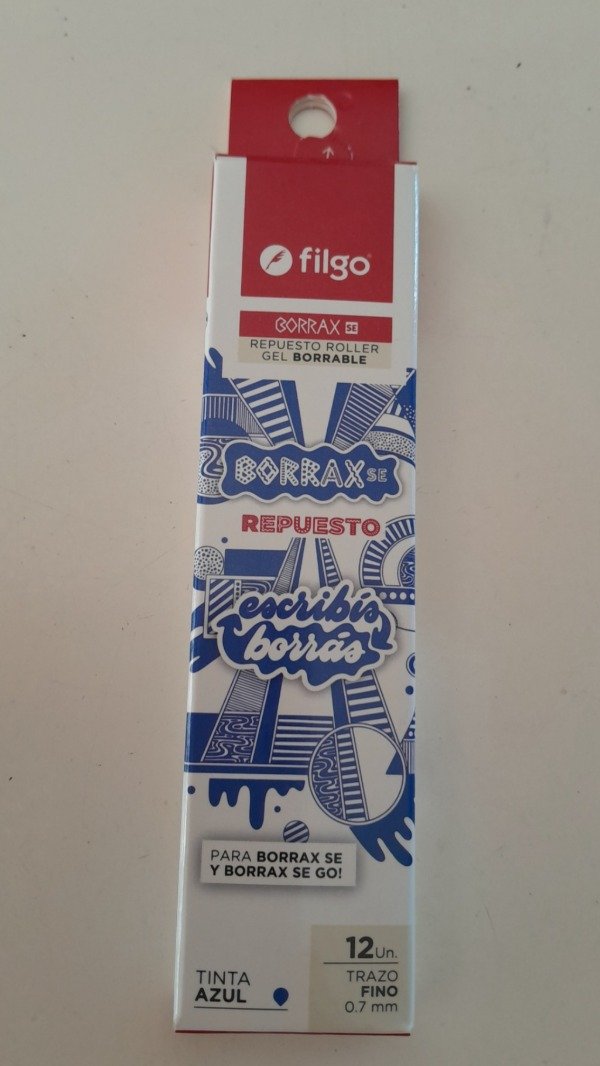 filgo
BORRAX SE
REPUESTO ROLLER
GEL BORRABLE
BORRAX SE
REPUESTO
escribís
borrás
PARA BORRAX SE
Y BORRAX SE GO!
12 Un.
TINTA
AZUL
TRAZO
FINO
0.7 mm